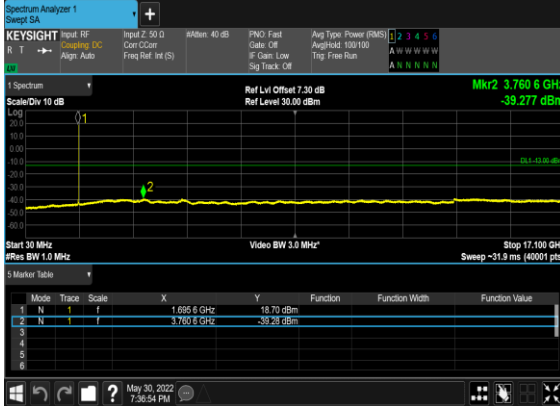 Spectrum Analyzer 1
Swept SA
+
KEYSIGHT Input: RF Input Z: 50 Ω #Atten: 40 dB PNO: Fast Avg Type: Power (RMS) 1 2 3 4 5 6
R T Coupling: DC Corr CCorr Gate: Off Avg|Hold: 100/100 A W W W W W
Align: Auto Freq Ref: Int (S) IF Gain: Low Trig: Free Run
Sig Track: Off A N N N N N
1 Spectrum Ref Lvl Offset 7.30 dB Mkr2 3.760 6 GHz
Scale/Div 10 dB Ref Level 30.00 dBm -39.277 dBm
Log
20.0
10.0
0.00
-10.0
-20.0
-30.0
-40.0
-50.0
-60.0
1
2
DL1 -13.00 dBm
Start 30 MHz Video BW 3.0 MHz* Stop 17.100 GH
#Res BW 1.0 MHz Sweep ~31.9 ms (40001 pts
5 Marker Table
Mode Trace Scale X Y Function Function Width Function Value
1 N 1 f 1.695 6 GHz 18.70 dBm
2 N 1 f 3.760 6 GHz -39.28 dBm
3
4
5
6
? May 30, 2022
7:36:54 PM